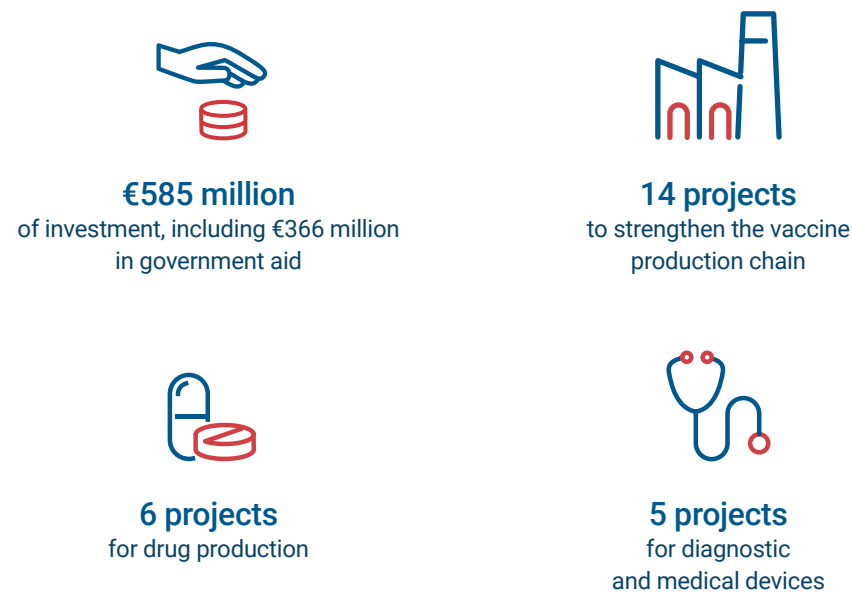 €585 million
of investment, including €366 million
in government aid
14 projects
to strengthen the vaccine
production chain
6 projects
for drug production
5 projects
for diagnostic
and medical devices